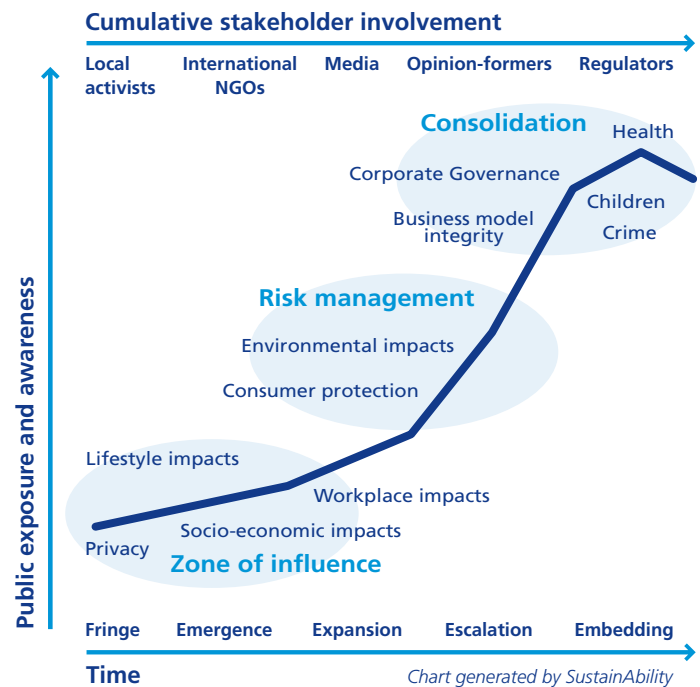 Cumulative stakeholder involvement
Local activists
International NGOs
Media
Opinion-formers
Regulators
Public exposure and awareness
Consolidation
Health
Corporate Governance
Children
Business model
integrity
Crime
Risk management
Environmental impacts
Consumer protection
Lifestyle impacts
Workplace impacts
Socio-economic impacts
Privacy
Zone of influence
Fringe
Emergence
Expansion
Escalation
Embedding
Time
Chart generated by SustainAbility